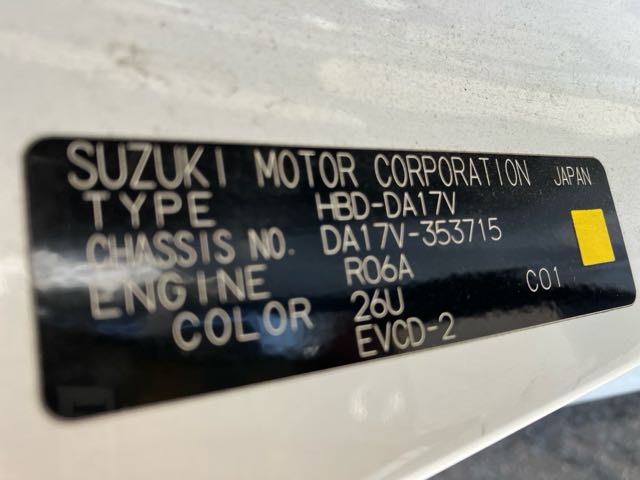 SUZUKI MOTOR CORPORATION JAPAN
TYPE HBD-DA17V
CHASSIS NO. DA17V-353715
ENGINE R06A
COLOR 26U C01
EVCD-2